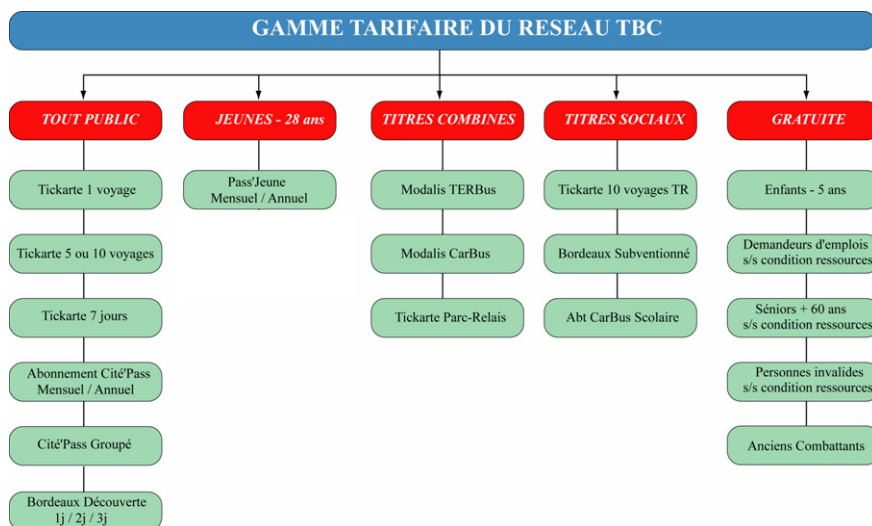 GAMME TARIFAIRE DU RESEAU TBC
TOUT PUBLIC
Tickarte 1 voyage
Tickarte 5 ou 10 voyages
Tickarte 7 jours
Abonnement Cité'Pass
Mensuel / Annuel
Cité'Pass Groupé
Bordeaux Découverte
1j / 2j / 3j
JEUNES - 28 ans
Pass'Jeune
Mensuel / Annuel
TITRES COMBINES
Modalis TERBus
Modalis CarBus
Tickarte Parc-Relais
TITRES SOCIAUX
Tickarte 10 voyages TR
Bordeaux Subventionné
Abt CarBus Scolaire
GRATUITE
Enfants - 5 ans
Demandeurs d'emplois
s/s condition ressources
Séniors + 60 ans
s/s condition ressources
Personnes invalides
s/s condition ressources
Anciens Combattants